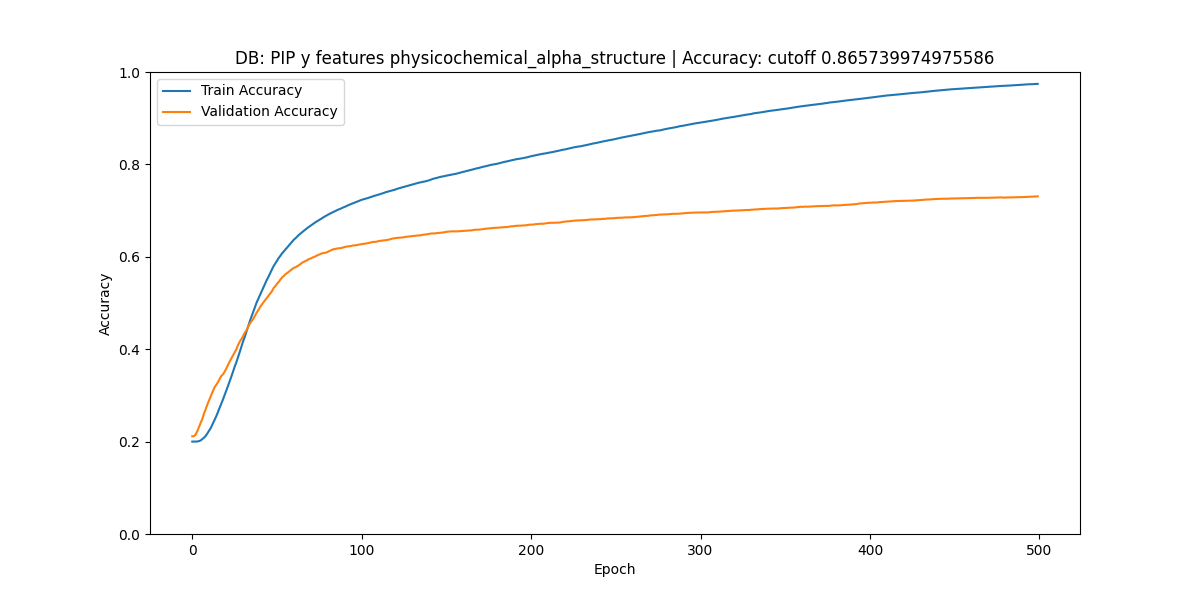 DB: PIP y features physicochemical_alpha_structure | Accuracy: cutoff 0.865739974975586
Train Accuracy
Validation Accuracy
1.0
0.8
0.6
0.4
0.2
0.0
Accuracy
0 100 200 300 400 500
Epoch